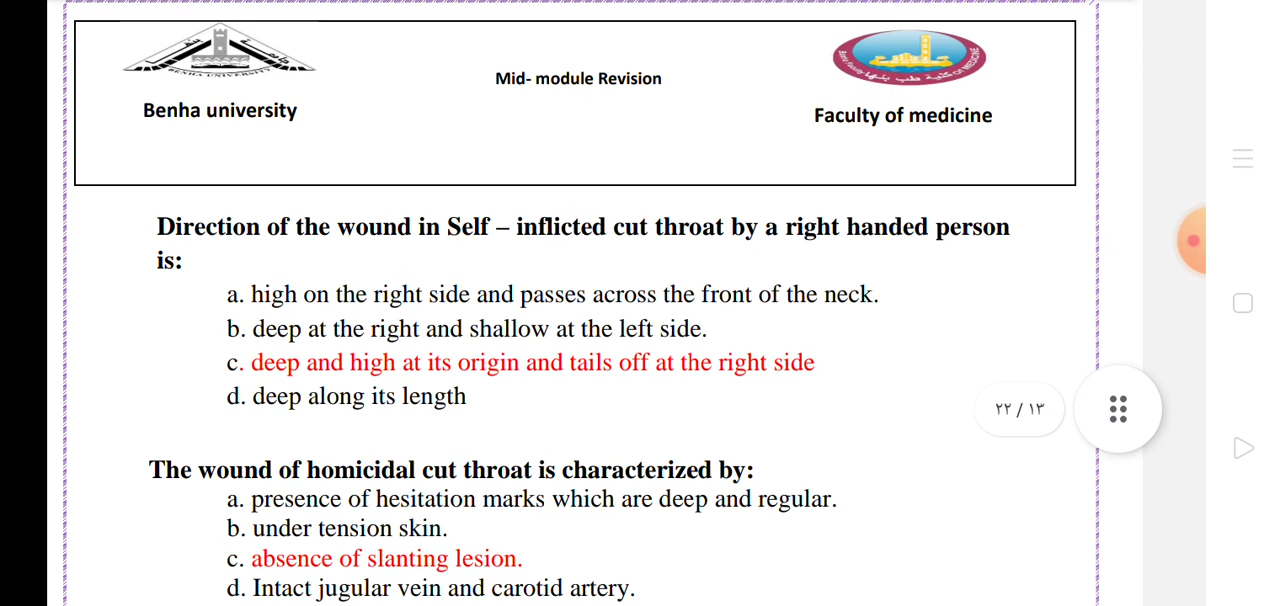 BENHA UNIVERSITY
Mid- module Revision
Benha university
Faculty of medicine
Direction of the wound in Self – inflicted cut throat by a right handed person
is:
a. high on the right side and passes across the front of the neck.
b. deep at the right and shallow at the left side.
c. deep and high at its origin and tails off at the right side
d. deep along its length
٢٢ / ١٣
The wound of homicidal cut throat is characterized by:
a. presence of hesitation marks which are deep and regular.
b. under tension skin.
c. absence of slanting lesion.
d. Intact jugular vein and carotid artery.